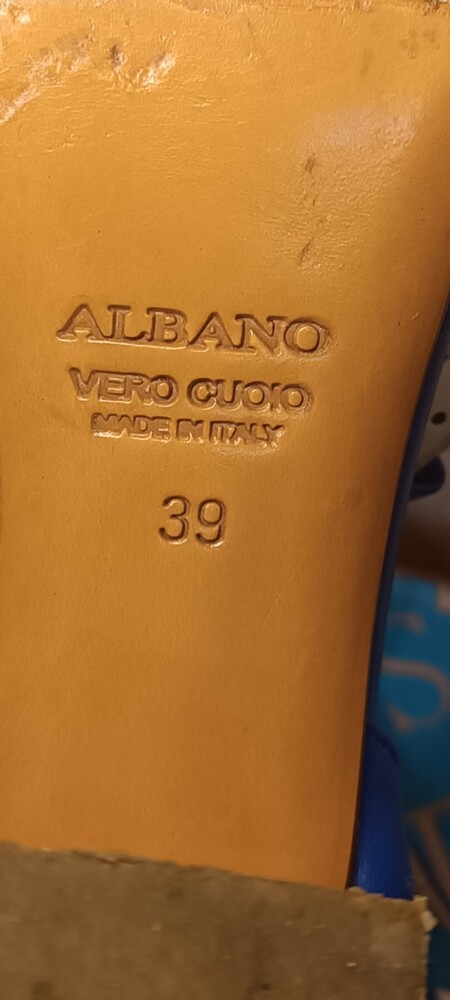 ALBANO
VERO CUOIO
MADE IN ITALY
39